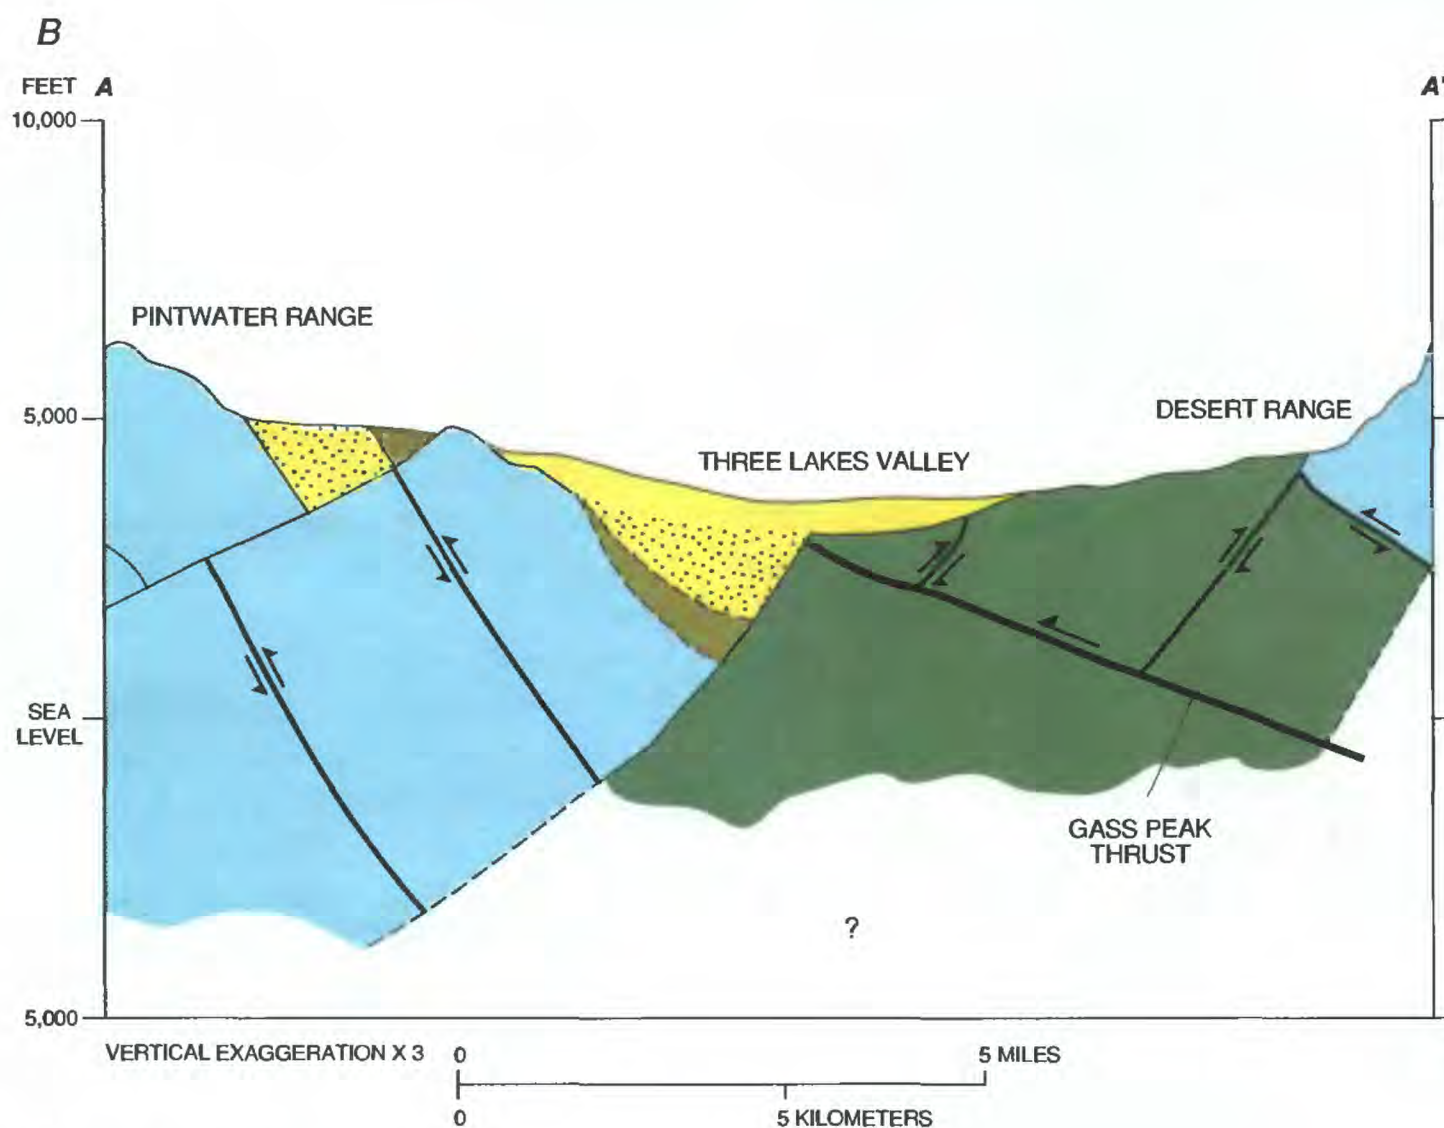 B
FEET A A'
10,000
PINTWATER RANGE
5,000
DESERT RANGE
THREE LAKES VALLEY
SEA
LEVEL
GASS PEAK
THRUST
?
5,000
VERTICAL EXAGGERATION X 3 0 5 MILES
0 5 KILOMETERS